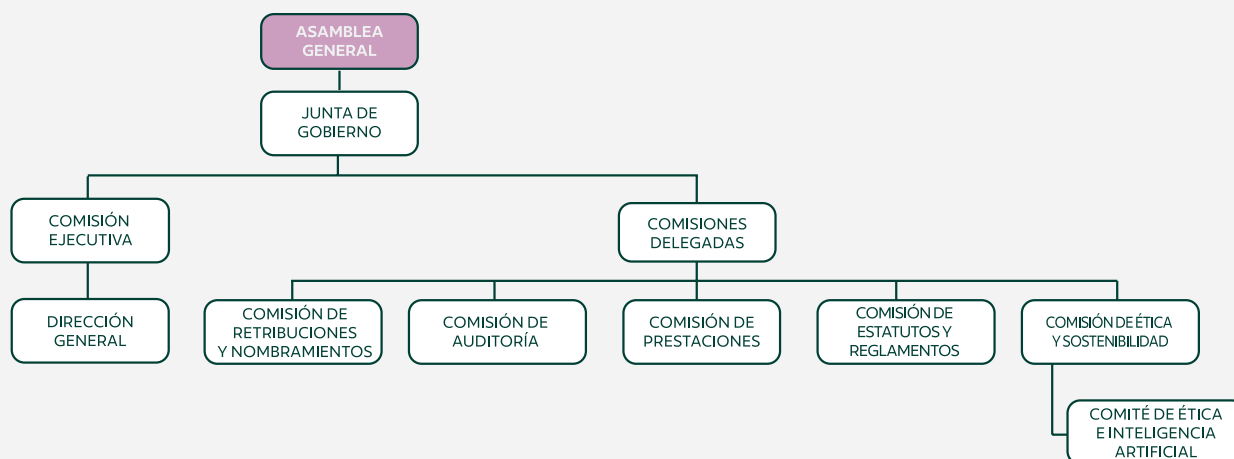 ASAMBLEA
GENERAL
JUNTA DE
GOBIERNO
COMISIÓN
EJECUTIVA
COMISIONES
DELEGADAS
DIRECCIÓN
GENERAL
COMISIÓN DE
RETRIBUCIONES
Y NOMBRAMIENTOS
COMISIÓN DE
AUDITORÍA
COMISIÓN DE
PRESTACIONES
COMISIÓN DE
ESTATUTOS Y
REGLAMENTOS
COMISIÓN DE ÉTICA
Y SOSTENIBILIDAD
COMITÉ DE ÉTICA
E INTELIGENCIA
ARTIFICIAL